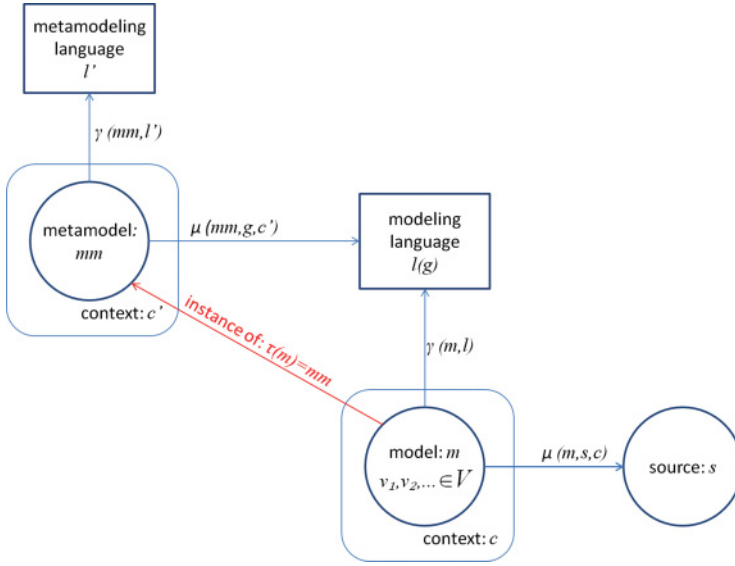 metamodeling
language
l'
γ (mm,l')
metamodel:
mm
context: c'
μ (mm,g,c')
modeling
language
l(g)
instance of: τ(m)=mm
γ (m,l)
model: m
v₁,v₂,... ∈ V
context: c
μ (m,s,c)
source: s